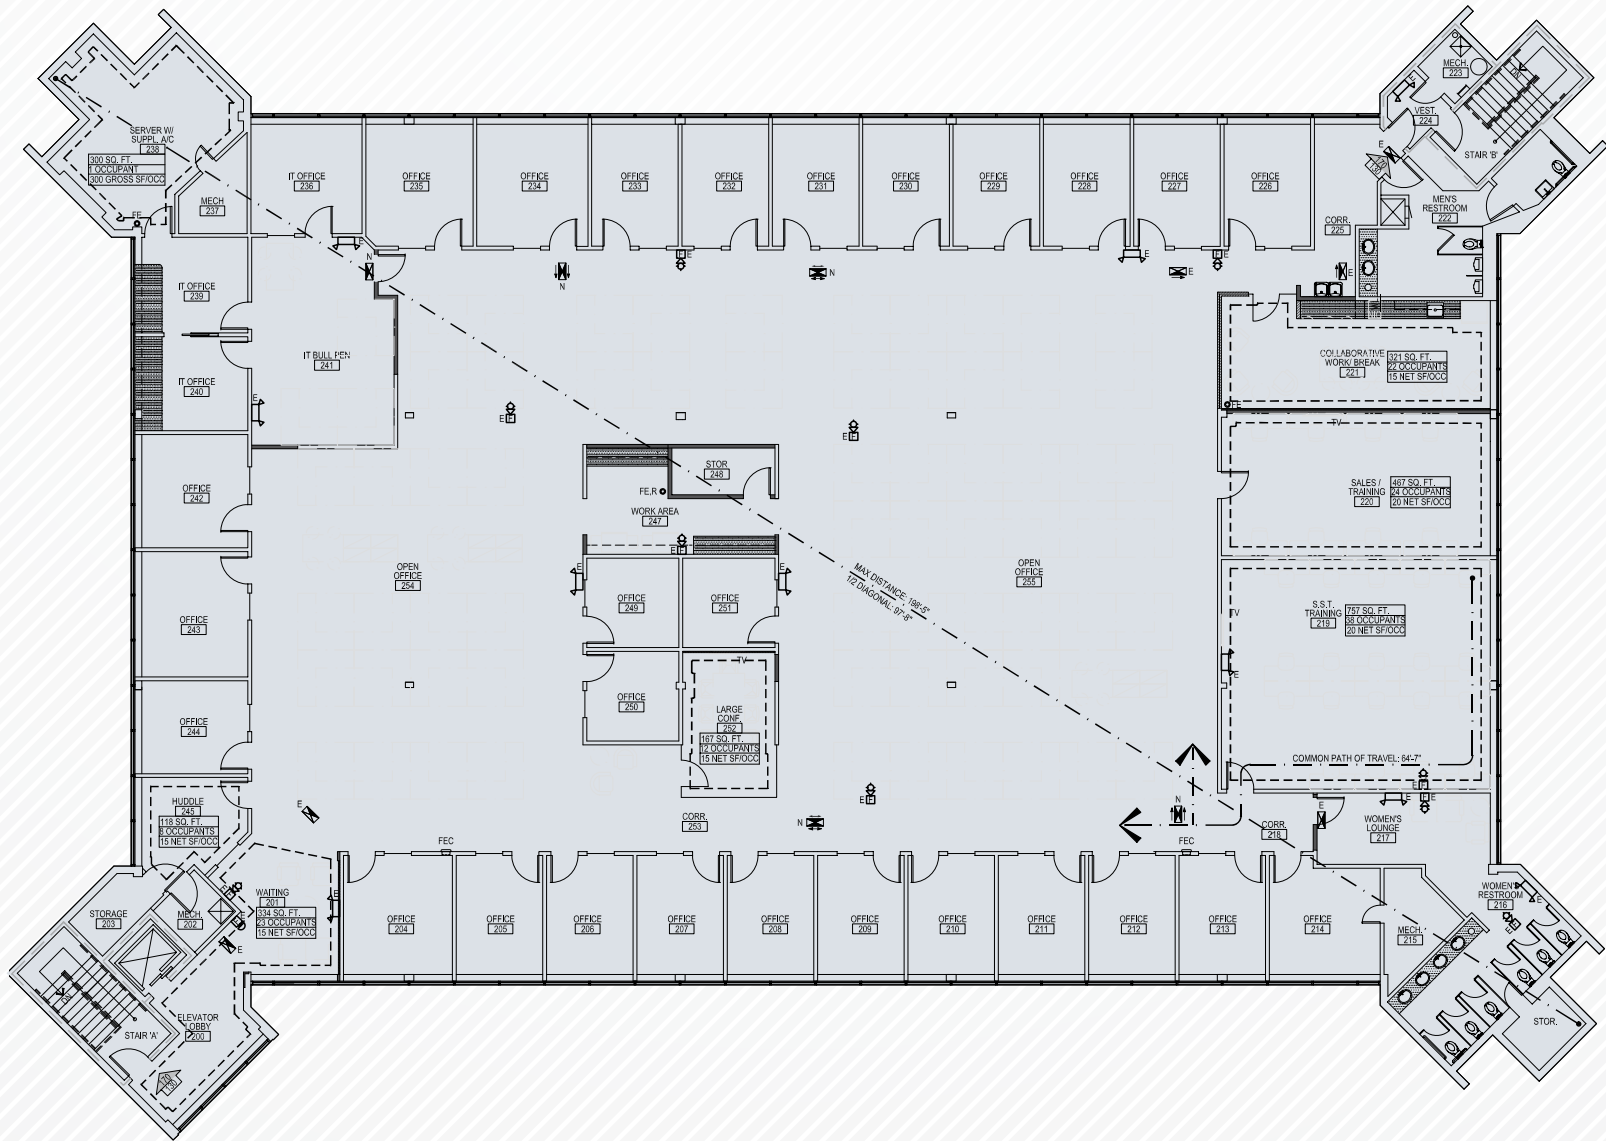 MECH.
223
VEST.
224
STAIR 'B'
SERVER W/
SUPPL. A/C
238
300 SQ. FT.
1 OCCUPANT
300 GROSS SF/OCC
MECH
237
FE
IT OFFICE
236
OFFICE
235
OFFICE
234
OFFICE
233
OFFICE
232
OFFICE
231
OFFICE
230
OFFICE
229
OFFICE
228
OFFICE
227
OFFICE
226
CORR.
225
MEN'S
RESTROOM
222
IT OFFICE
239
IT OFFICE
240
IT BULL PEN
241
COLLABORATIVE
WORK/ BREAK
221
321 SQ. FT.
22 OCCUPANTS
15 NET SF/OCC
FE
TV
SALES /
TRAINING
220
467 SQ. FT.
24 OCCUPANTS
20 NET SF/OCC
OFFICE
242
STOR
248
FE,R
WORK AREA
247
OPEN
OFFICE
254
OPEN
OFFICE
255
MAX DISTANCE: 198'-5"
1/2 DIAGONAL: 97'-8"
OFFICE
249
OFFICE
251
OFFICE
243
S.S.T.
TRAINING
219
757 SQ. FT.
38 OCCUPANTS
20 NET SF/OCC
TV
OFFICE
250
TV
LARGE
CONF.
252
167 SQ. FT.
12 OCCUPANTS
15 NET SF/OCC
OFFICE
244
COMMON PATH OF TRAVEL: 64'-7"
HUDDLE
245
118 SQ. FT.
8 OCCUPANTS
15 NET SF/OCC
CORR.
253
CORR.
218
WOMEN'S
LOUNGE
217
FEC
FEC
WAITING
201
334 SQ. FT.
23 OCCUPANTS
15 NET SF/OCC
STORAGE
203
MECH.
202
OFFICE
204
OFFICE
205
OFFICE
206
OFFICE
207
OFFICE
208
OFFICE
209
OFFICE
210
OFFICE
211
OFFICE
212
OFFICE
213
OFFICE
214
MECH.
215
WOMEN'S
RESTROOM
216
STOR.
ELEVATOR
LOBBY
200
STAIR 'A'